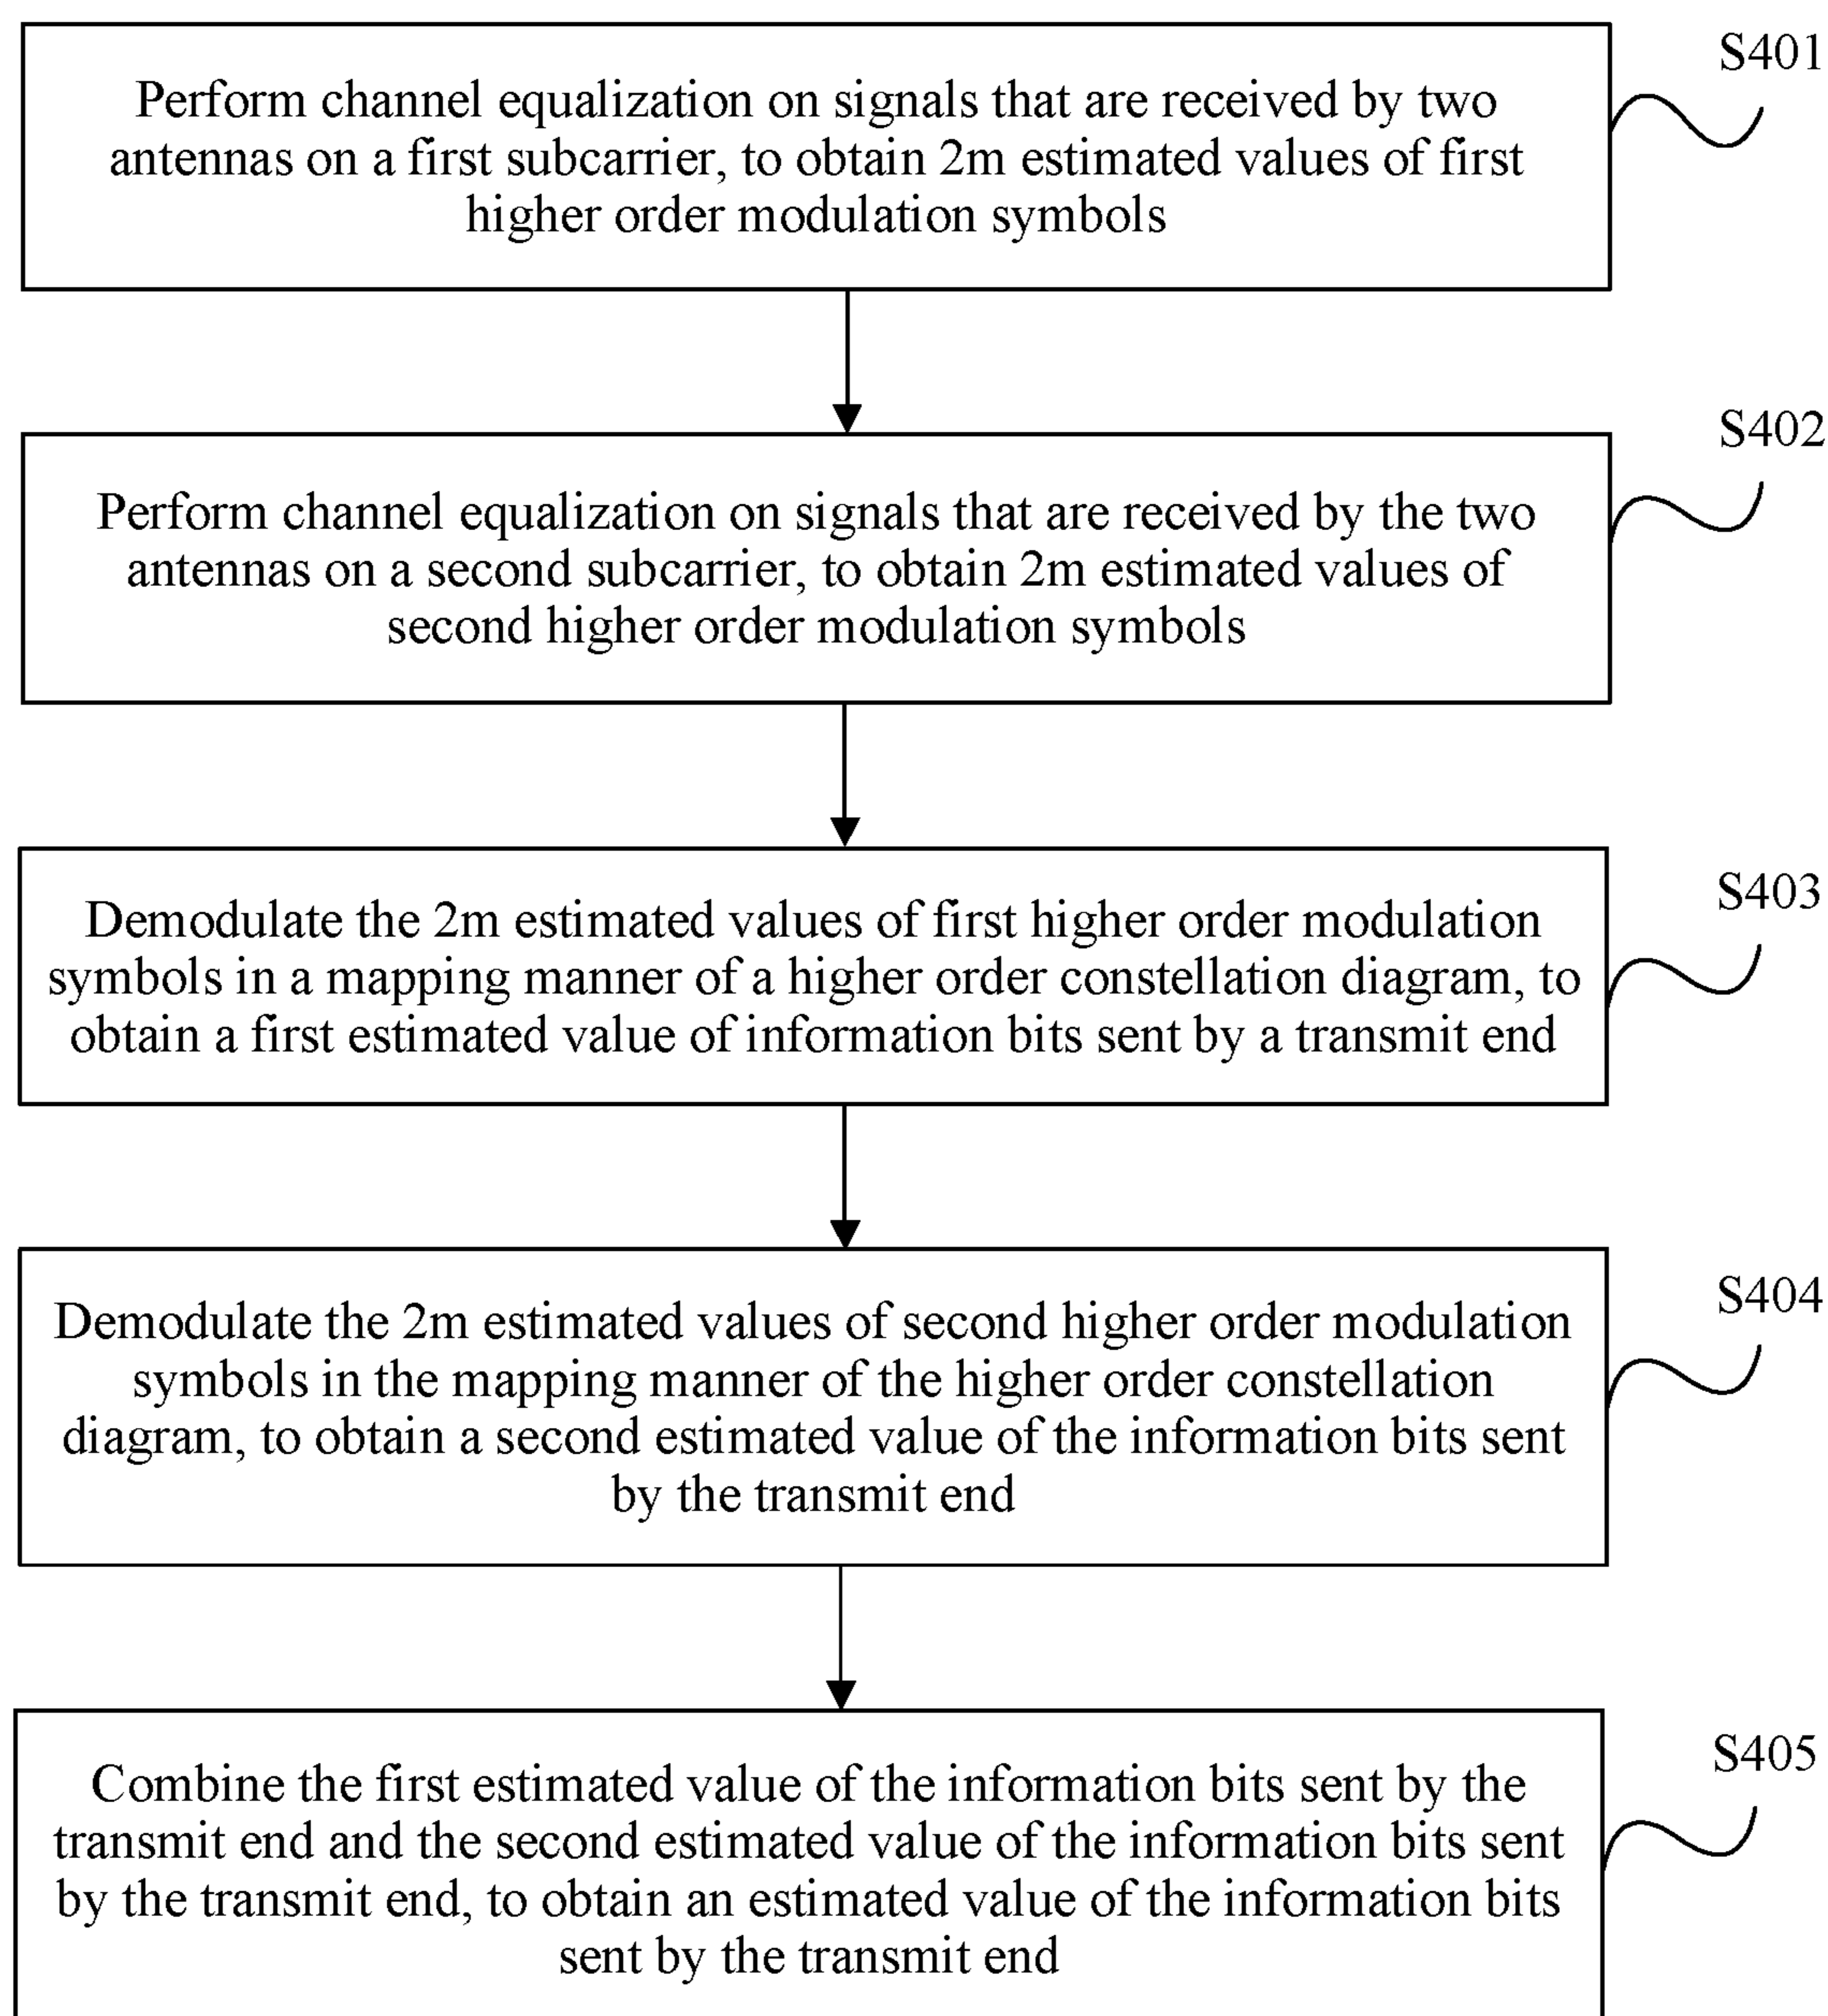 S401
Perform channel equalization on signals that are received by two
antennas on a first subcarrier, to obtain 2m estimated values of first
higher order modulation symbols
S402
Perform channel equalization on signals that are received by the two
antennas on a second subcarrier, to obtain 2m estimated values of
second higher order modulation symbols
S403
Demodulate the 2m estimated values of first higher order modulation
symbols in a mapping manner of a higher order constellation diagram, to
obtain a first estimated value of information bits sent by a transmit end
S404
Demodulate the 2m estimated values of second higher order modulation
symbols in the mapping manner of the higher order constellation
diagram, to obtain a second estimated value of the information bits sent
by the transmit end
S405
Combine the first estimated value of the information bits sent by the
transmit end and the second estimated value of the information bits sent
by the transmit end, to obtain an estimated value of the information bits
sent by the transmit end